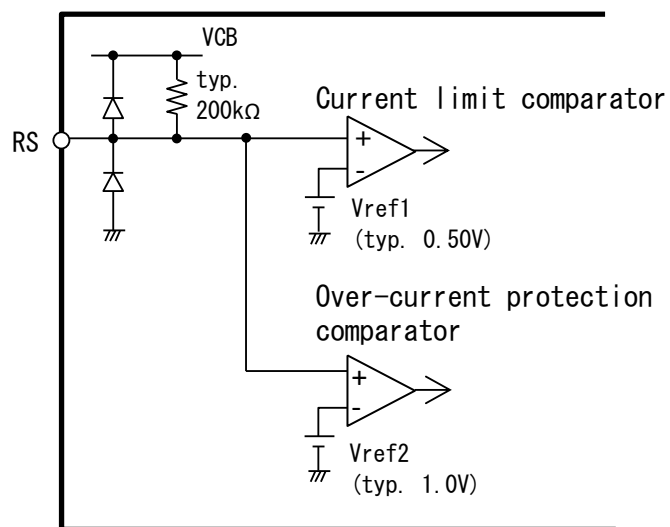 VCB
typ.
200kΩ
RS
Current limit comparator
+
-
Vref1
(typ. 0.50V)
Over-current protection
comparator
+
-
Vref2
(typ. 1.0V)